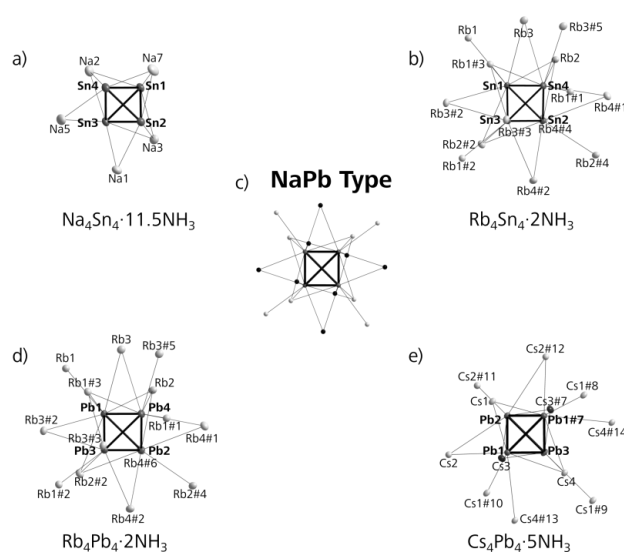 a)
Na2
Na7
Sn4
Sn1
Na5
Sn3
Sn2
Na3
Na1
Na₄Sn₄·11.5NH₃
b)
Rb1
Rb3
Rb3#5
Rb1#3
Rb2
Sn1
Sn4
Rb1#1
Rb4#1
Rb3#2
Sn3
Sn2
Rb3#3
Rb4#4
Rb2#2
Rb1#2
Rb2#4
Rb4#2
Rb₄Sn₄·2NH₃
c)
NaPb Type
d)
Rb1
Rb3
Rb3#5
Rb1#3
Rb2
Pb1
Pb4
Rb1#1
Rb3#2
Rb4#1
Rb3#3
Pb3
Pb2
Rb4#6
Rb1#2
Rb2#2
Rb2#4
Rb4#2
Rb₄Pb₄·2NH₃
e)
Cs2#12
Cs2#11
Cs1#8
Cs1
Cs3#7
Pb2
Pb1#7
Cs4#14
Cs2
Pb1
Pb3
Cs3
Cs4
Cs1#10
Cs1#9
Cs4#13
Cs₄Pb₄·5NH₃